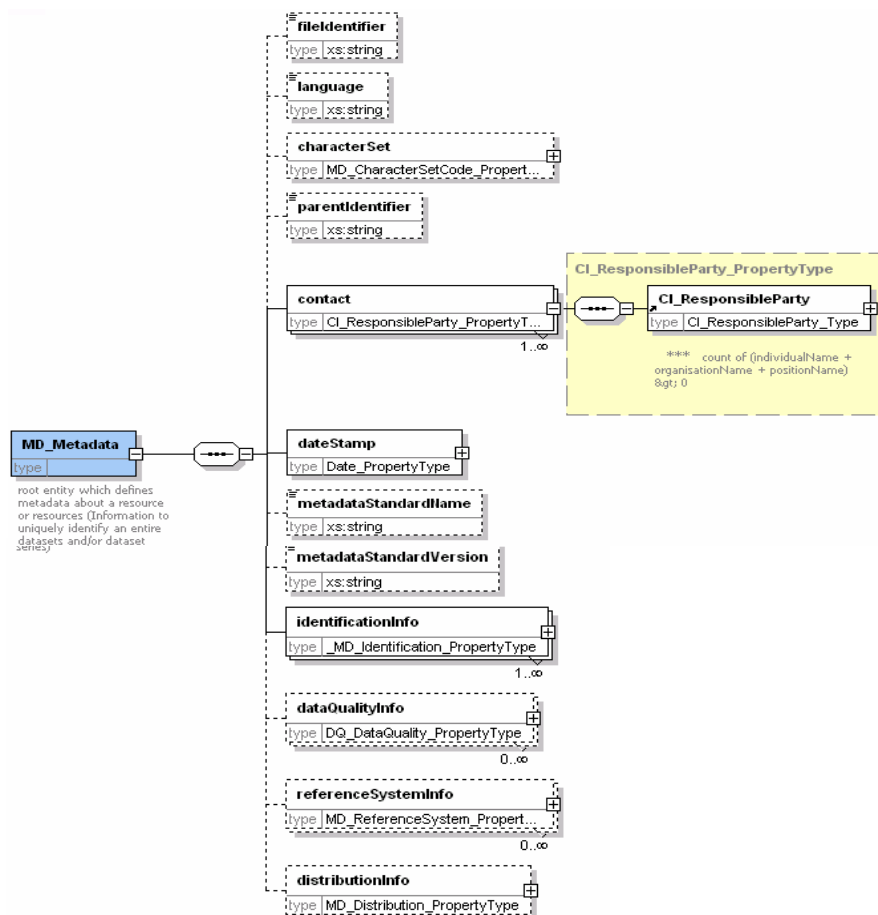 fileIdentifier
type xs:string
language
type xs:string
characterSet
type MD_CharacterSetCode_Propert...
parentIdentifier
type xs:string
CI_ResponsibleParty_PropertyType
contact
type CI_ResponsibleParty_PropertyT...
1..∞
CI_ResponsibleParty
type CI_ResponsibleParty_Type
*** count of (individualName +
organisationName + positionName)
&gt; 0
MD_Metadata
type
root entity which defines
metadata about a resource
or resources (Information to
uniquely identify an entire
datasets and/or dataset
series)
dateStamp
type Date_PropertyType
metadataStandardName
type xs:string
metadataStandardVersion
type xs:string
identificationInfo
type _MD_Identification_PropertyType
1..∞
dataQualityInfo
type DQ_DataQuality_PropertyType
0..∞
referenceSystemInfo
type MD_ReferenceSystem_Propert...
0..∞
distributionInfo
type MD_Distribution_PropertyType